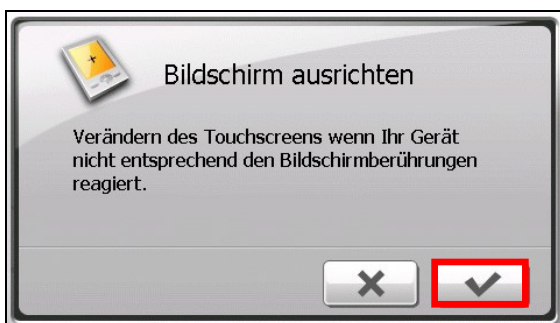 Bildschirm ausrichten
Verändern des Touchscreens wenn Ihr Gerät
nicht entsprechend den Bildschirmberührungen
reagiert.